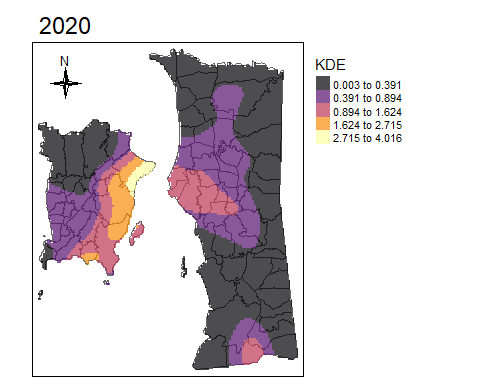 2020
N
KDE
0.003 to 0.391
0.391 to 0.894
0.894 to 1.624
1.624 to 2.715
2.715 to 4.016